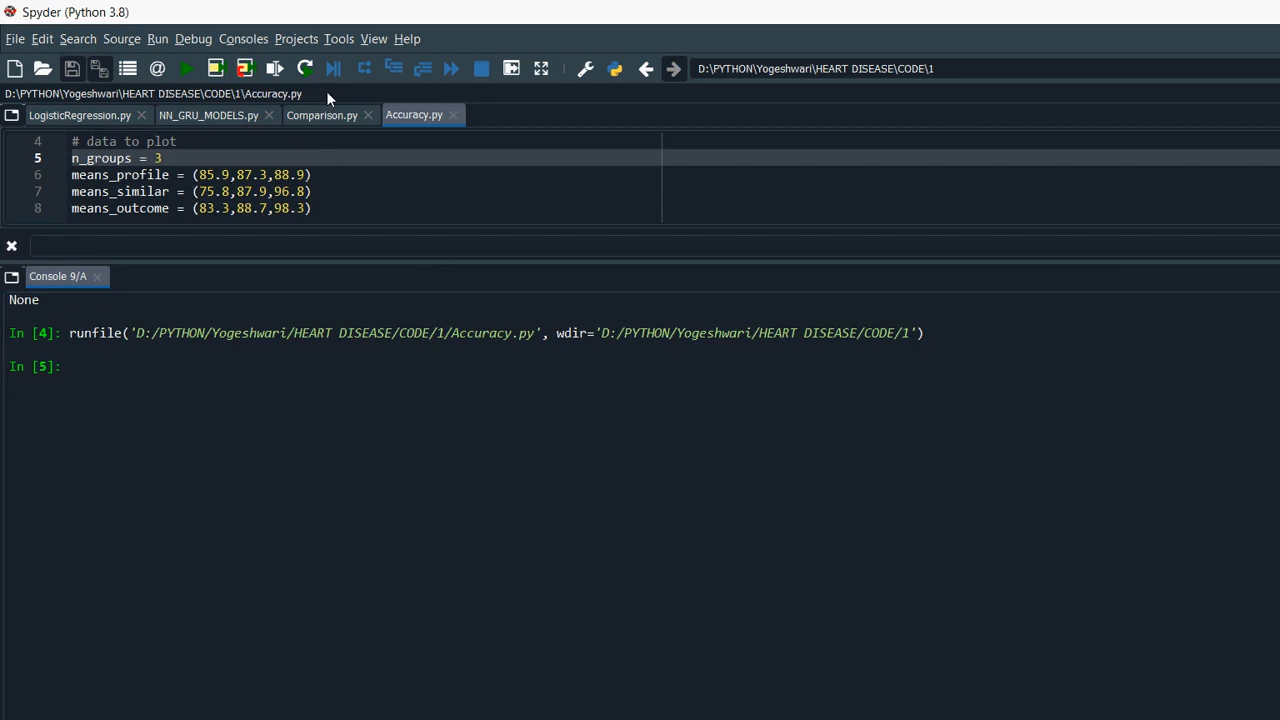 Spyder (Python 3.8)
File Edit Search Source Run Debug Consoles Projects Tools View Help
D:\PYTHON\Yogeshwari\HEART DISEASE\CODE\1
D:\PYTHON\Yogeshwari\HEART DISEASE\CODE\1\Accuracy.py
LogisticRegression.py NN_GRU_MODELS.py Comparison.py Accuracy.py
4 # data to plot
5 n_groups = 3
6 means_profile = (85.9,87.3,88.9)
7 means_similar = (75.8,87.9,96.8)
8 means_outcome = (83.3,88.7,98.3)
Console 9/A
None
In [4]: runfile('D:/PYTHON/Yogeshwari/HEART DISEASE/CODE/1/Accuracy.py', wdir='D:/PYTHON/Yogeshwari/HEART DISEASE/CODE/1')
In [5]: